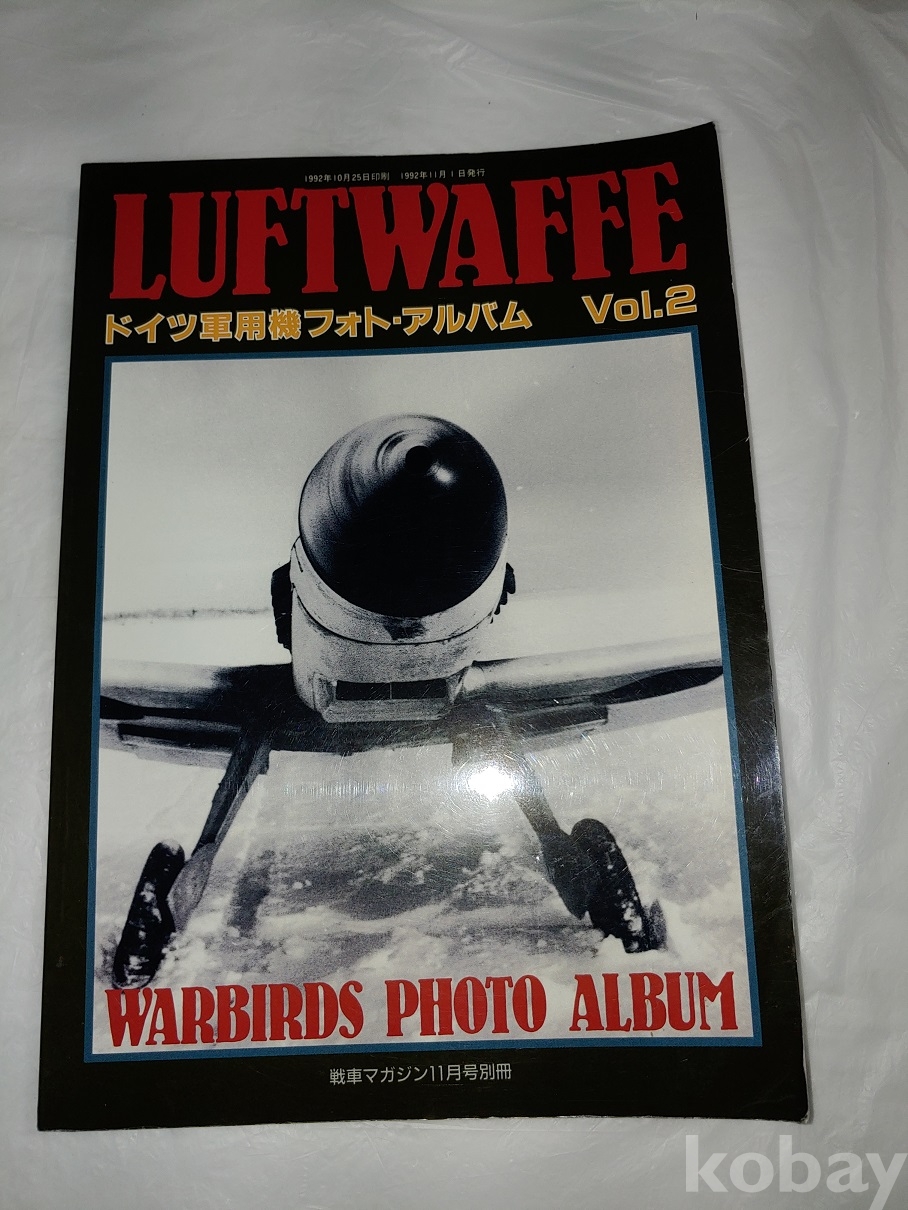 1992年10月25日印刷 1992年11月1日発行
LUFTWAFFE
ドイツ軍用機フォト・アルバム Vol.2
WARBIRDS PHOTO ALBUM
戦車マガジン11月号別冊
kobay